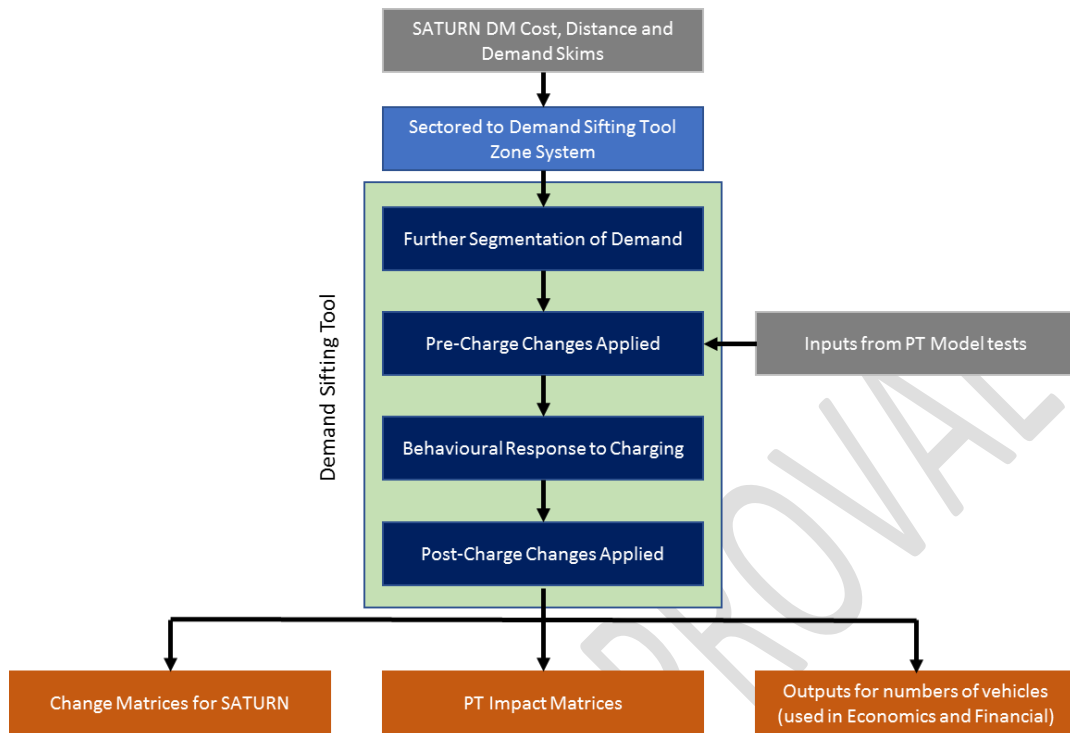 SATURN DM Cost, Distance and
Demand Skims
Sectored to Demand Sifting Tool
Zone System
Further Segmentation of Demand
Demand Sifting Tool
Pre-Charge Changes Applied
Inputs from PT Model tests
Behavioural Response to Charging
Post-Charge Changes Applied
Change Matrices for SATURN
PT Impact Matrices
Outputs for numbers of vehicles
(used in Economics and Financial)
PROVAL